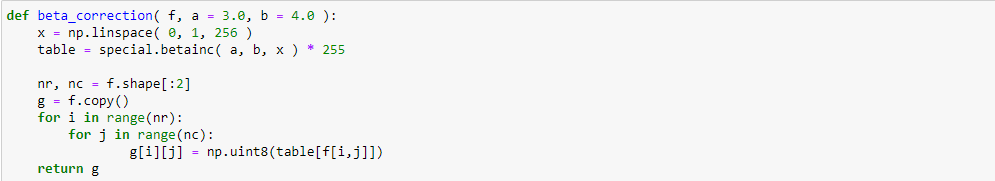 def beta_correction( f, a = 3.0, b = 4.0 ):
    x = np.linspace( 0, 1, 256 )
    table = special.betainc( a, b, x ) * 255

    nr, nc = f.shape[:2]
    g = f.copy()
    for i in range(nr):
        for j in range(nc):
                g[i][j] = np.uint8(table[f[i,j]])
    return g